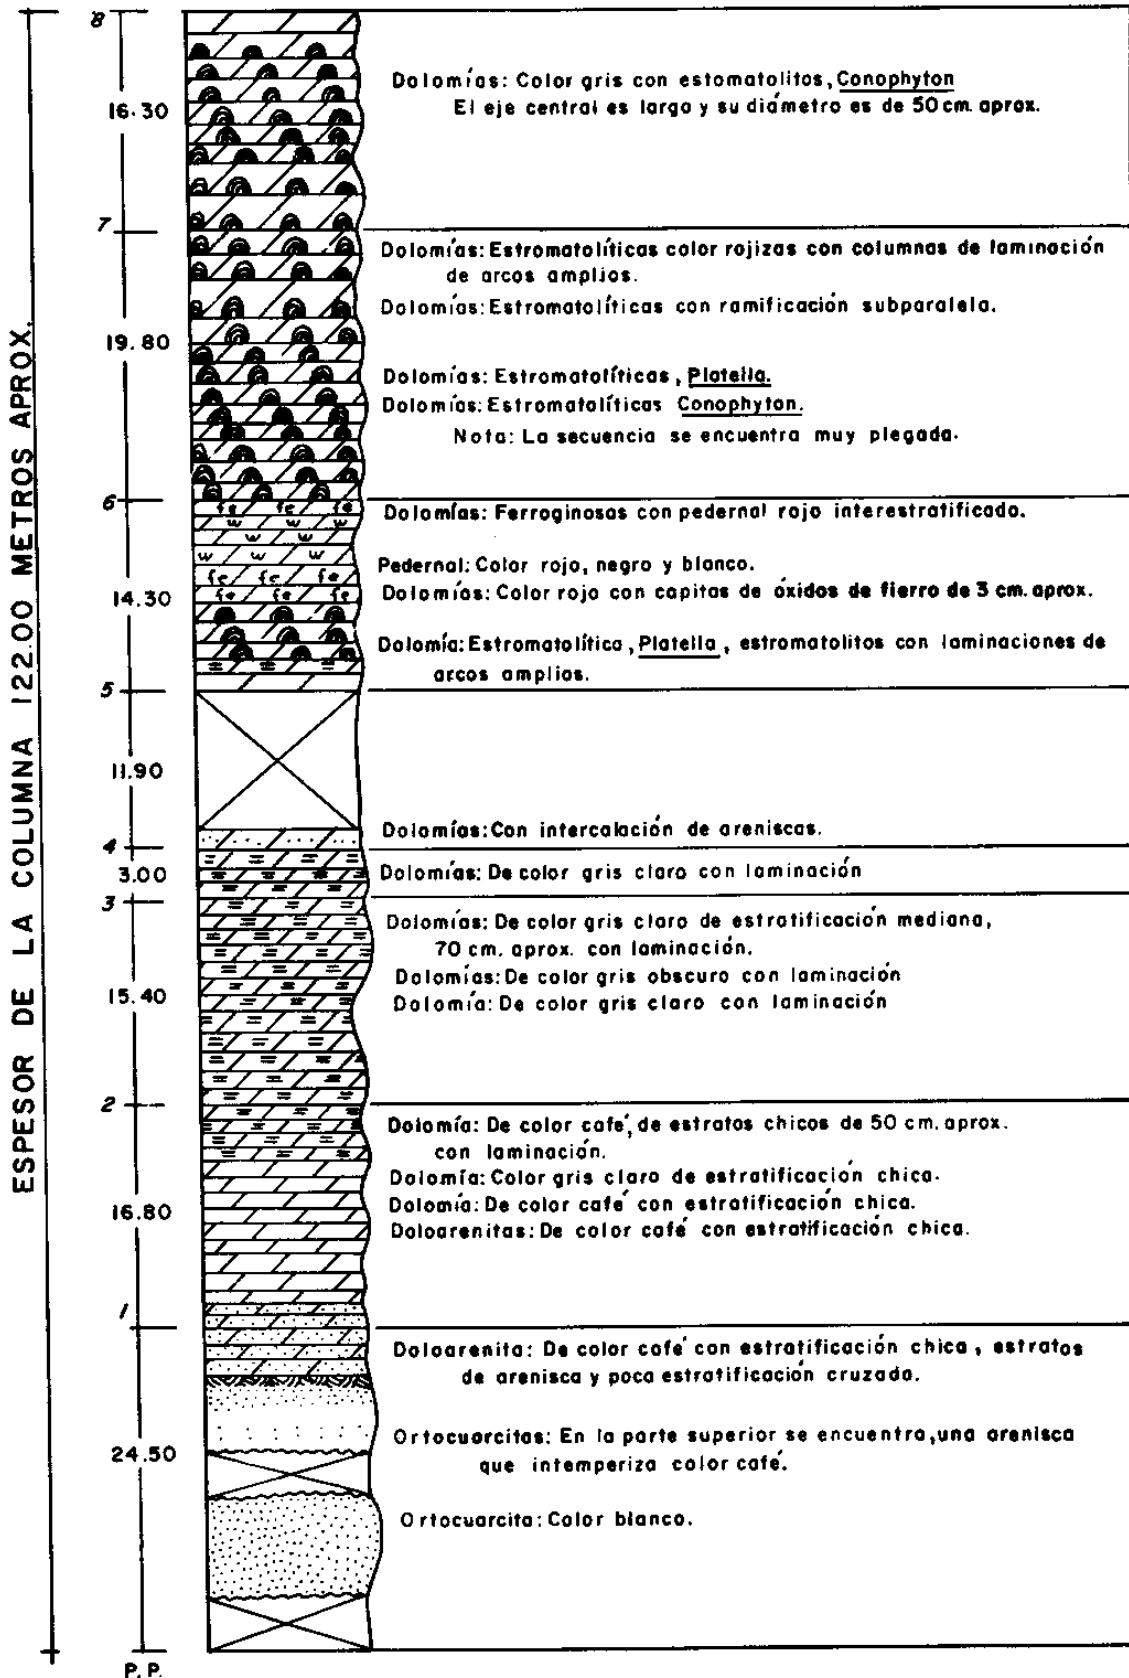 ESPESOR DE LA COLUMNA 122.00 METROS APROX.
8
16.30
Dolomías: Color gris con estomatolitos, Conophyton
El eje central es largo y su diámetro es de 50 cm. aprox.
7
19.80
Dolomías: Estromatolíticas color rojizas con columnas de laminación
de arcos amplios.
Dolomías: Estromatolíticas con ramificación subparalela.
Dolomías: Estromatolíticas, Platella.
Dolomías: Estromatolíticas Conophyton.
Nota: La secuencia se encuentra muy plegada.
6
fe fe fe
Dolomías: Ferroginosas con pedernal rojo interestratificado.
w w w
w w
w w w
Pedernal: Color rojo, negro y blanco.
fe fe fe
14.30
fe fe fe
Dolomías: Color rojo con capitas de óxidos de fierro de 3 cm. aprox.
Dolomía: Estromatolítica, Platella, estromatolitos con laminaciones de
arcos amplios.
5
11.90
Dolomías: Con intercalación de areniscas.
4
3.00
Dolomías: De color gris claro con laminación
3
Dolomías: De color gris claro de estratificación mediana,
70 cm. aprox. con laminación.
Dolomías: De color gris obscuro con laminación
15.40
Dolomía: De color gris claro con laminación
2
Dolomía: De color café, de estratos chicos de 50 cm. aprox.
con laminación.
Dolomía: Color gris claro de estratificación chica.
Dolomía: De color café con estratificación chica.
16.80
Doloarenitas: De color café con estratificación chica.
1
Doloarenita: De color café con estratificación chica, estratos
de arenisca y poca estratificación cruzada.
24.50
Ortocuarcitas: En la parte superior se encuentra, una arenisca
que intemperiza color café.
Ortocuarcita: Color blanco.
P. P.